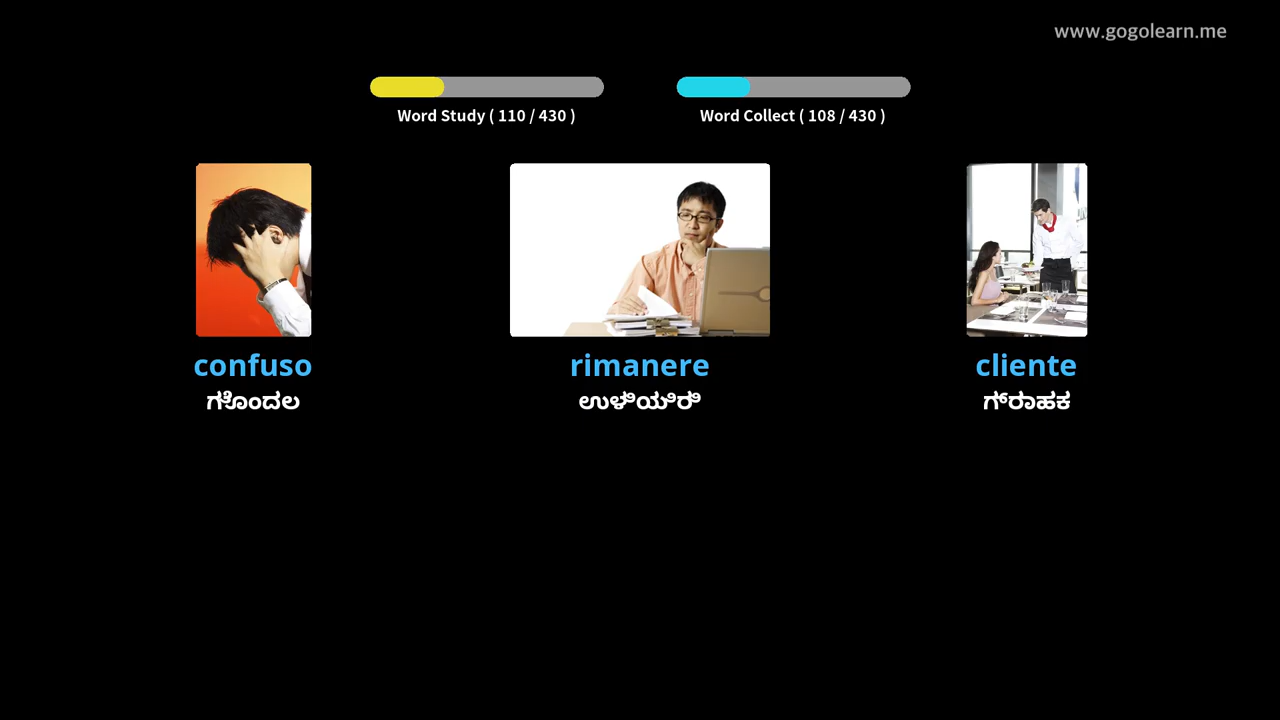 www.gogolearn.me
Word Study ( 110 / 430 )
Word Collect ( 108 / 430 )
confuso
ಗೊಂದಲ
rimanere
ಉಳಿಯಿರಿ
cliente
ಗ್ರಾಹಕ